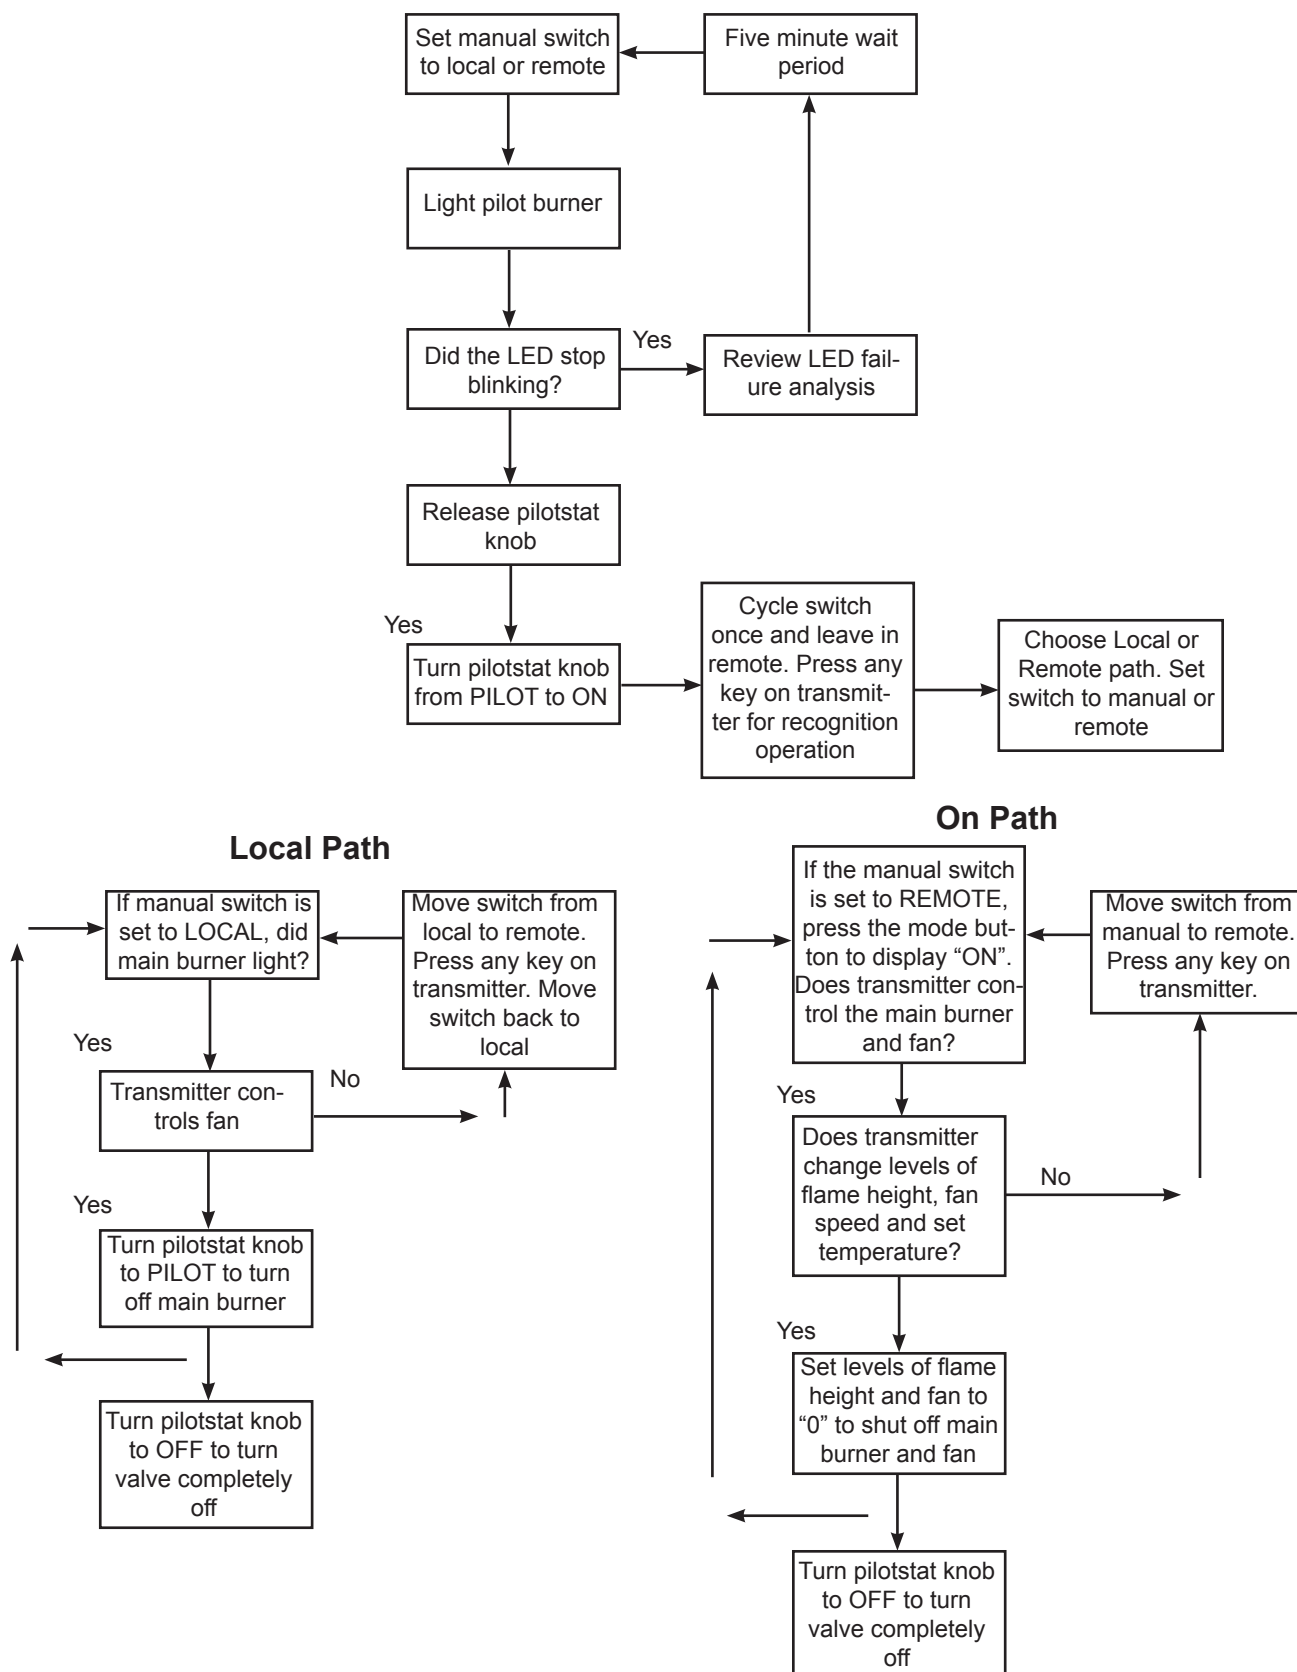 Set manual switch
to local or remote
Five minute wait
period
Light pilot burner
Did the LED stop
blinking?
Yes
Review LED fail-
ure analysis
Release pilotstat
knob
Yes
Turn pilotstat knob
from PILOT to ON
Cycle switch
once and leave in
remote. Press any
key on transmit-
ter for recognition
operation
Choose Local or
Remote path. Set
switch to manual or
remote
Local Path
If manual switch is
set to LOCAL, did
main burner light?
Move switch from
local to remote.
Press any key on
transmitter. Move
switch back to
local
Yes
Transmitter con-
trols fan
No
Yes
Turn pilotstat knob
to PILOT to turn
off main burner
Turn pilotstat knob
to OFF to turn
valve completely
off
On Path
If the manual switch
is set to REMOTE,
press the mode but-
ton to display “ON”.
Does transmitter con-
trol the main burner
and fan?
Move switch from
manual to remote.
Press any key on
transmitter.
Yes
Does transmitter
change levels of
flame height, fan
speed and set
temperature?
No
Yes
Set levels of flame
height and fan to
“0” to shut off main
burner and fan
Turn pilotstat knob
to OFF to turn
valve completely
off